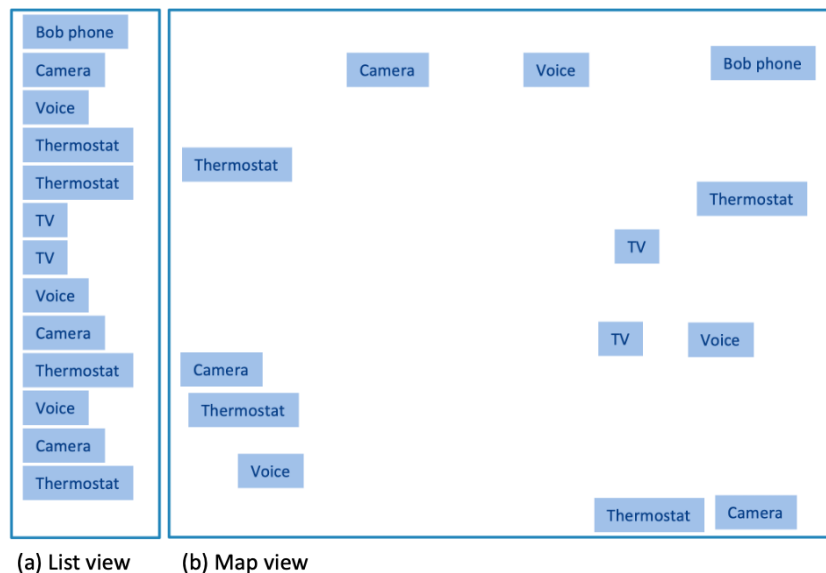 Bob phone
Camera
Voice
Thermostat
Thermostat
TV
TV
Voice
Camera
Thermostat
Voice
Camera
Thermostat
(a) List view
Camera
Voice
Bob phone
Thermostat
Thermostat
TV
TV
Voice
Camera
Thermostat
Voice
Thermostat
Camera
(b) Map view